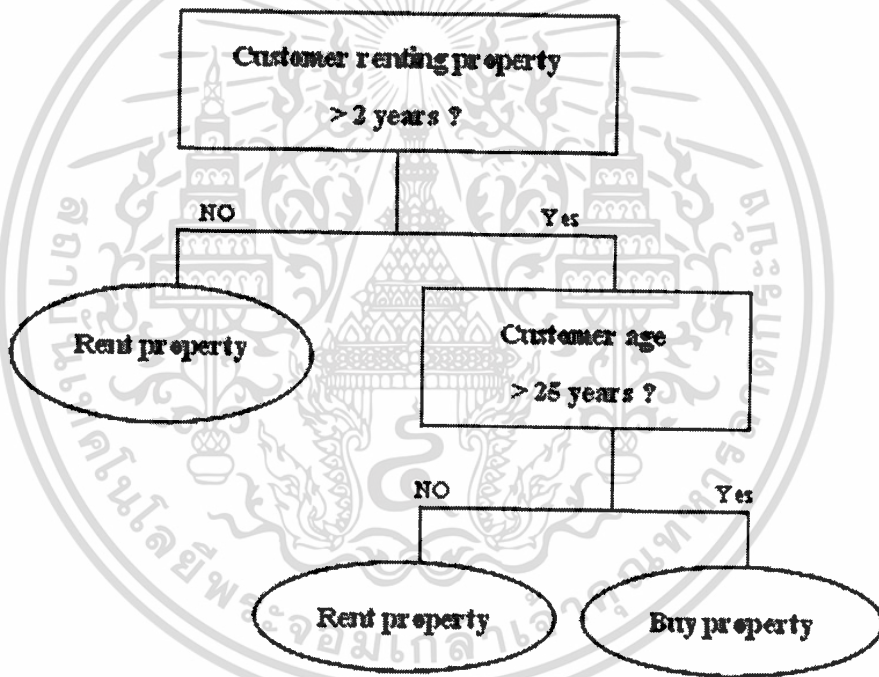 Customer renting property
> 2 years ?
NO
Yes
Rent property
Customer age
> 25 years ?
NO
Yes
Rent property
Buy property